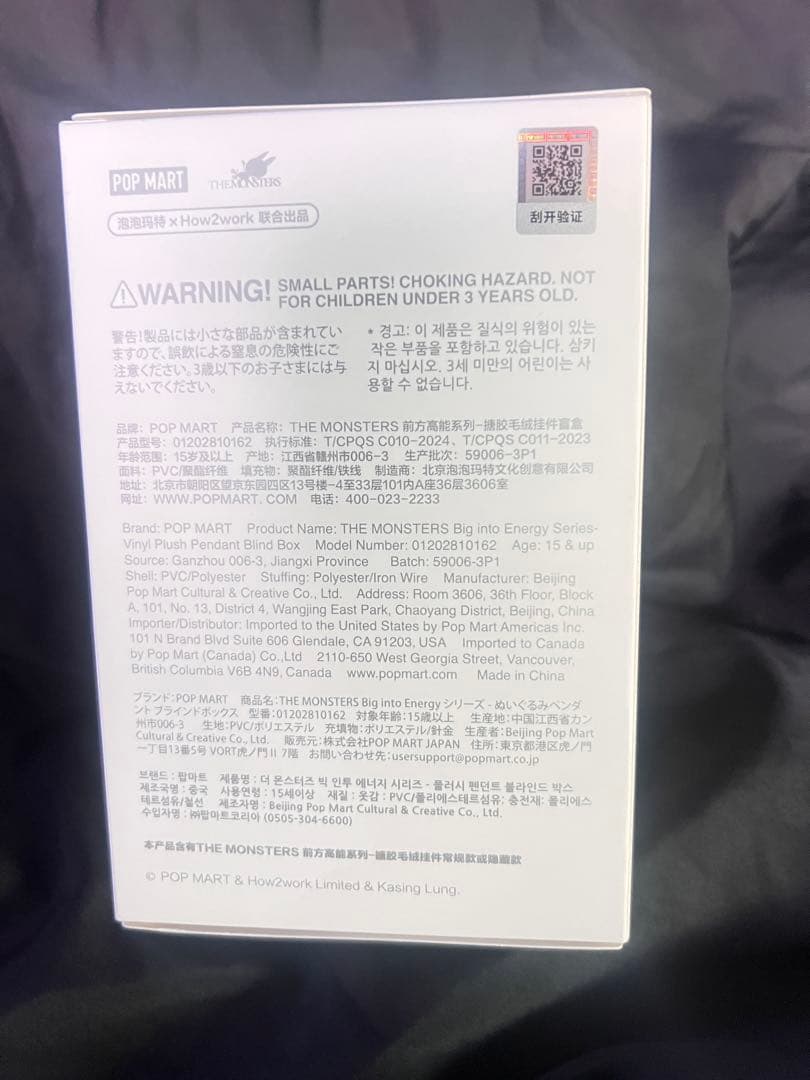 POP MART
THE MONSTERS
泡泡玛特×How2work 联合出品
刮开验证
WARNING! SMALL PARTS! CHOKING HAZARD. NOT
FOR CHILDREN UNDER 3 YEARS OLD.
警告!製品には小さな部品が含まれてい
ますので、誤飲による窒息の危険性にご
注意ください。3歳以下のお子さまには与
えないでください。
* 경고: 이 제품은 질식의 위험이 있는
작은 부품을 포함하고 있습니다. 삼키
지 마십시오. 3세 미만의 어린이는 사
용할 수 없습니다.
品牌: POP MART 产品名称: THE MONSTERS 前方高能系列-搪胶毛绒挂件盲盒
产品型号: 01202810162 执行标准: T/CPQS C010-2024、T/CPQS C011-2023
年龄范围: 15岁及以上 产地: 江西省赣州市006-3 生产批次: 59006-3P1
面料: PVC/聚酯纤维 填充物: 聚酯纤维/铁线 制造商: 北京泡泡玛特文化创意有限公司
地址: 北京市朝阳区望京东园四区13号楼-4至33层101内A座36层3606室
网址: WWW.POPMART.COM 电话: 400-023-2233
Brand: POP MART Product Name: THE MONSTERS Big into Energy Series-
Vinyl Plush Pendant Blind Box Model Number: 01202810162 Age: 15 & up
Source: Ganzhou 006-3, Jiangxi Province Batch: 59006-3P1
Shell: PVC/Polyester Stuffing: Polyester/Iron Wire Manufacturer: Beijing
Pop Mart Cultural & Creative Co., Ltd. Address: Room 3606, 36th Floor, Block
A, 101, No. 13, District 4, Wangjing East Park, Chaoyang District, Beijing, China
Importer/Distributor: Imported to the United States by Pop Mart Americas Inc.
101 N Brand Blvd Suite 606 Glendale, CA 91203, USA Imported to Canada
by Pop Mart (Canada) Co.,Ltd 2110-650 West Georgia Street, Vancouver,
British Columbia V6B 4N9, Canada www.popmart.com Made in China
ブランド:POP MART 商品名:THE MONSTERS Big into Energy シリーズ - ぬいぐるみペンダ
ント ブラインドボックス 型番:01202810162 対象年齢:15歳以上 生産地:中国江西省カン
州市006-3 生地:PVC/ポリエステル 充填物:ポリエステル/針金 生産者:Beijing Pop Mart
Cultural & Creative Co., Ltd. 販売元:株式会社POP MART JAPAN 住所:東京都港区虎ノ門
一丁目13番5号 VORT虎ノ門Ⅱ 7階 お問い合わせ先:usersupport@popmart.co.jp
브랜드 : 팝마트 제품명 : 더 몬스터즈 빅 인투 에너지 시리즈 - 플러시 펜던트 블라인드 박스
제조국명 : 중국 사용연령 : 15세이상 재질 : 옷감 : PVC/폴리에스테르섬유; 충전재: 폴리에스
테르섬유/철선 제조자명 : Beijing Pop Mart Cultural & Creative Co., Ltd.
수입자명 : ㈜팝마트코리아 (0505-304-6600)
本产品含有THE MONSTERS 前方高能系列-搪胶毛绒挂件常规款或隐藏款
© POP MART & How2work Limited & Kasing Lung.